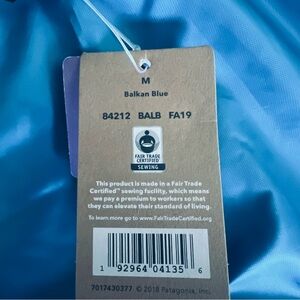 M
Balkan Blue
84212 BALB FA19
FAIR TRADE
CERTIFIED
SEWING
This product is made in a Fair Trade
Certified™ sewing facility, which means
we pay a premium to workers so that
they can elevate their standard of living.
To learn more go to www.FairTradeCertified.org
1 92964 04135 6
7017430377 © 2018 Patagonia, Inc.